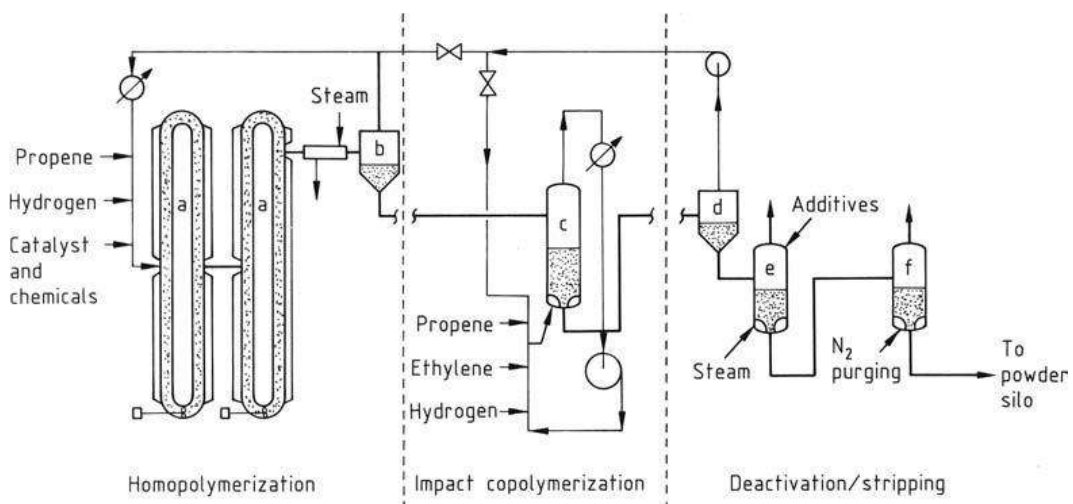 Steam
Propene
Hydrogen
Catalyst
and
chemicals
a
a
b
c
Propene
Ethylene
Hydrogen
d
Additives
e
f
Steam
N2
purging
To
powder
silo
Homopolymerization
Impact copolymerization
Deactivation/stripping